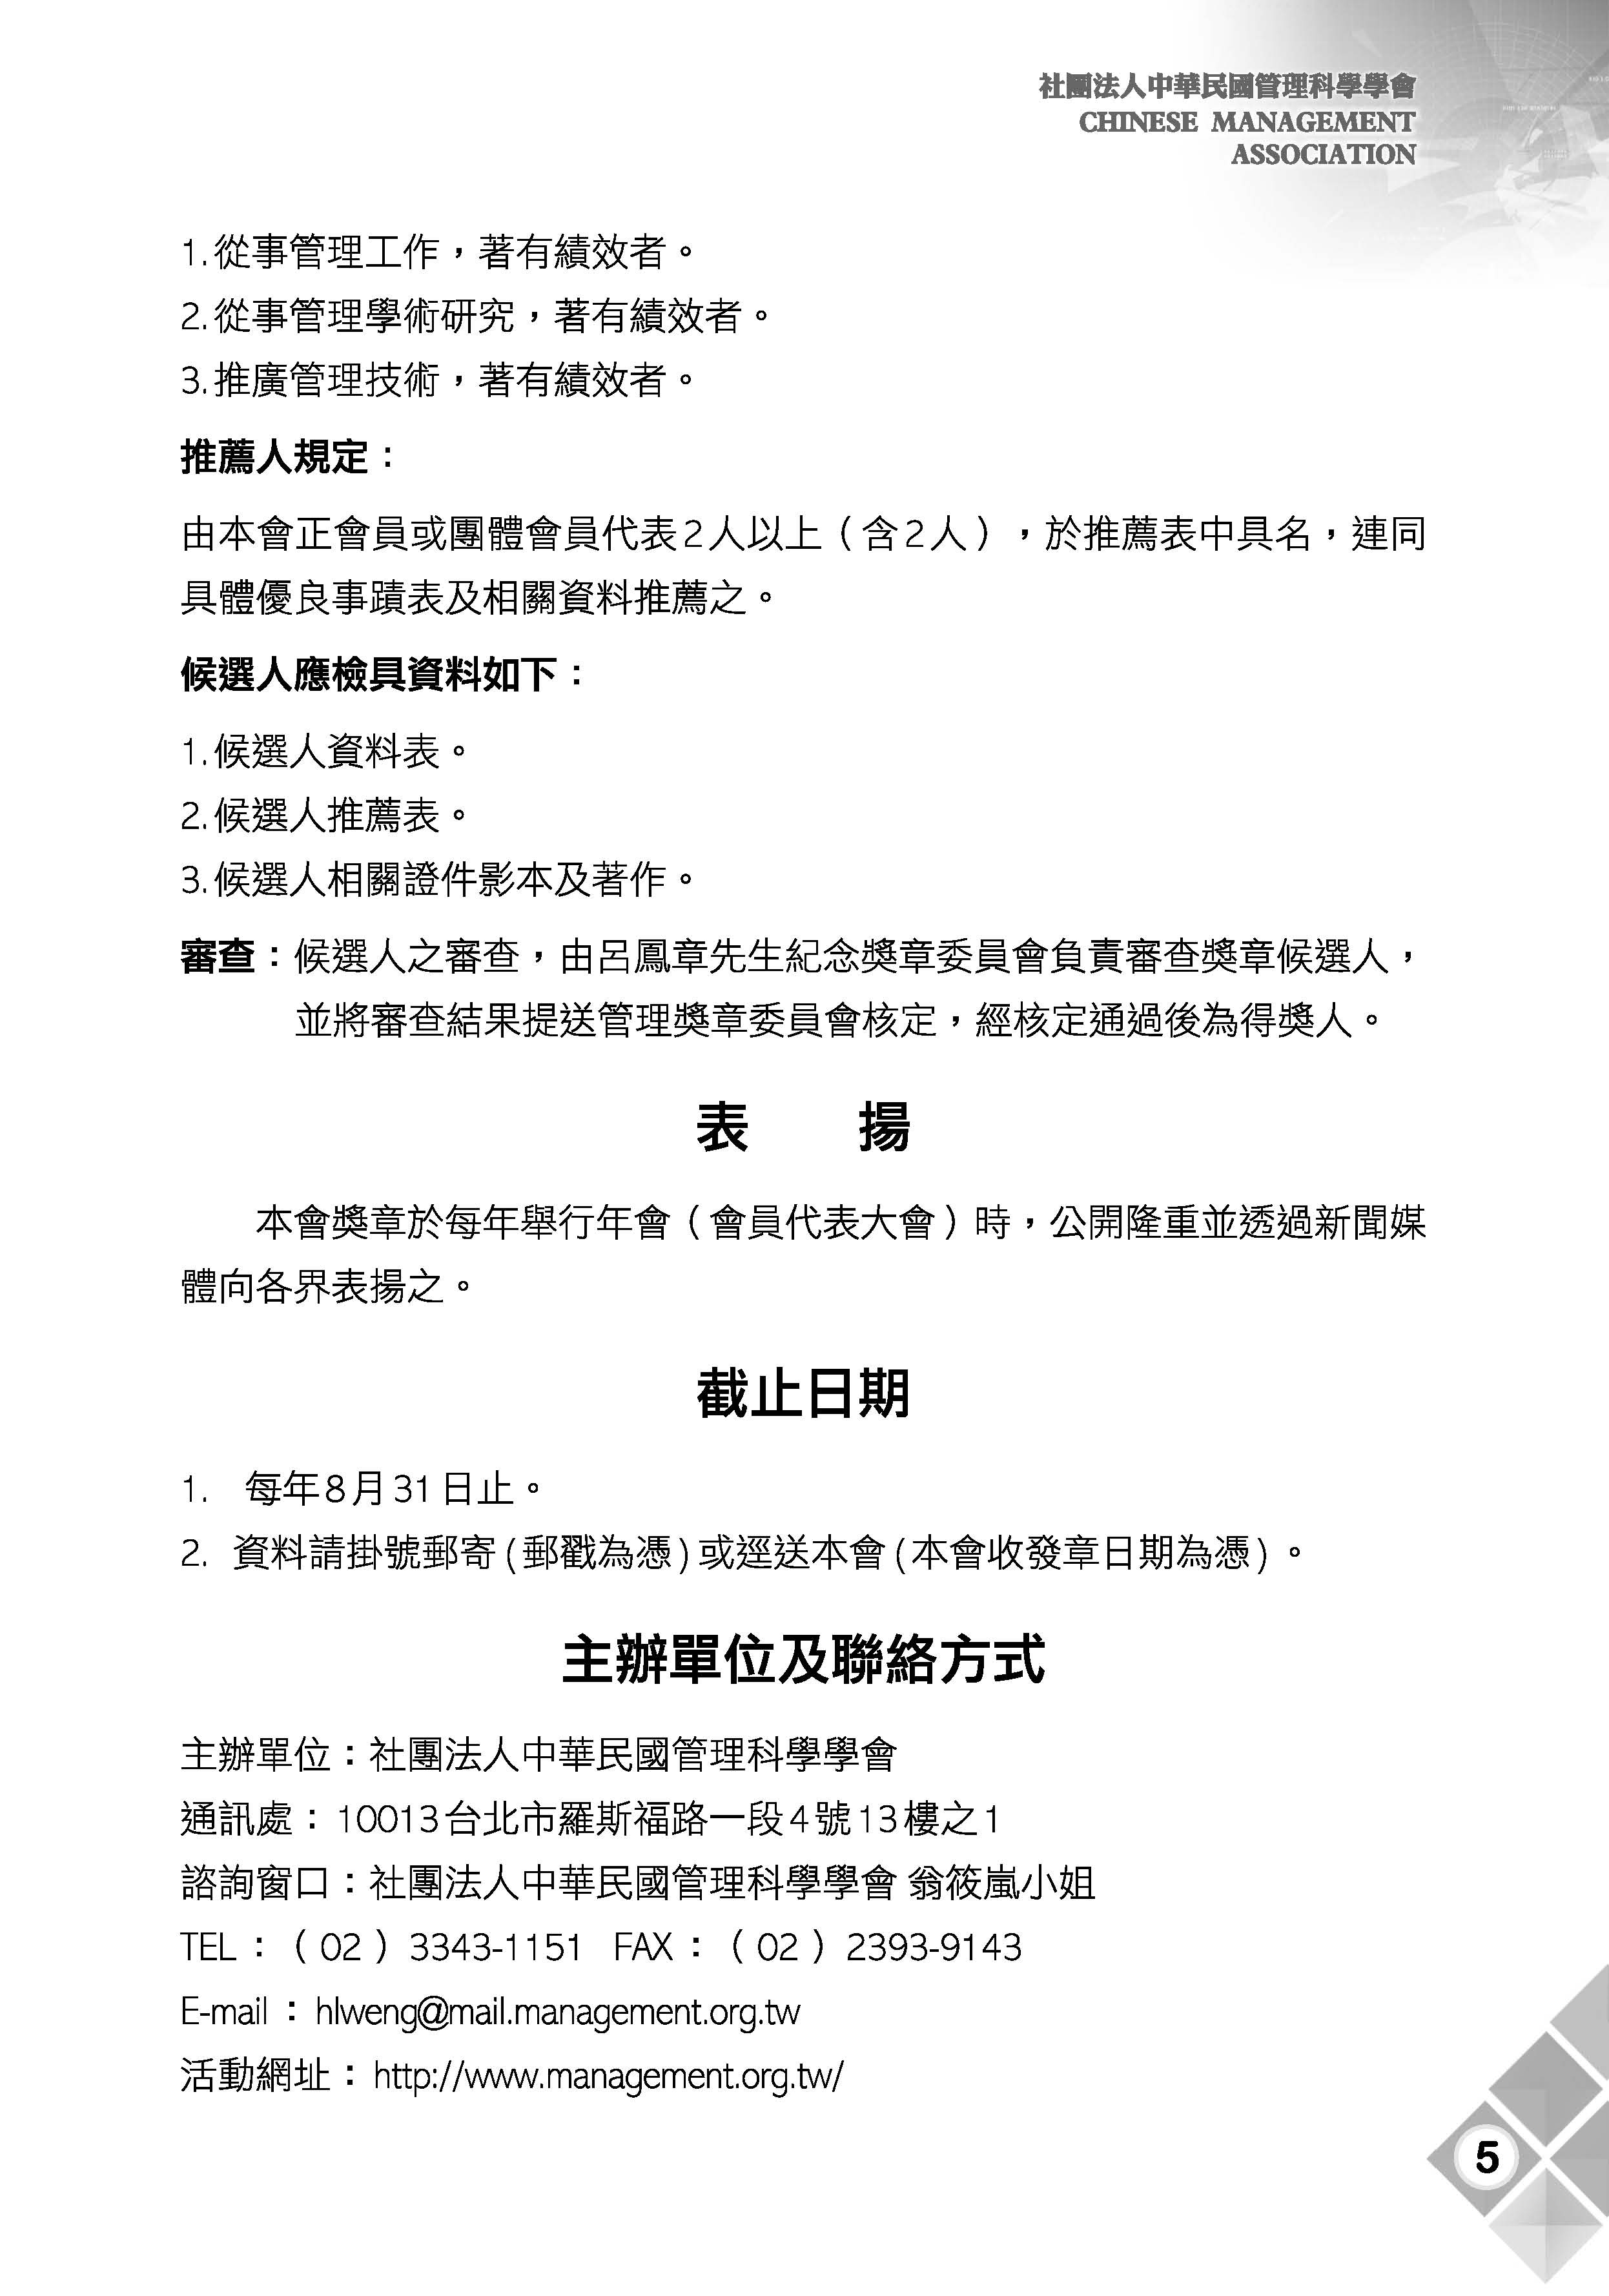 社團法人中華民國管理科學學會
CHINESE MANAGEMENT
ASSOCIATION
1.從事管理工作，著有績效者。
2.從事管理學術研究，著有績效者。
3.推廣管理技術，著有績效者。
推薦人規定：
由本會正會員或團體會員代表2人以上（含2人），於推薦表中具名，連同
具體優良事蹟表及相關資料推薦之。
候選人應檢具資料如下：
1.候選人資料表。
2.候選人推薦表。
3.候選人相關證件影本及著作。
審查：候選人之審查，由呂鳳章先生紀念獎章委員會負責審查獎章候選人，
並將審查結果提送管理獎章委員會核定，經核定通過後為得獎人。
表　　揚
本會獎章於每年舉行年會（會員代表大會）時，公開隆重並透過新聞媒
體向各界表揚之。
截止日期
1. 每年8月31日止。
2. 資料請掛號郵寄(郵戳為憑)或逕送本會(本會收發章日期為憑)。
主辦單位及聯絡方式
主辦單位：社團法人中華民國管理科學學會
通訊處：10013台北市羅斯福路一段4號13樓之1
諮詢窗口：社團法人中華民國管理科學學會 翁筱嵐小姐
TEL：（02）3343-1151 FAX：（02）2393-9143
E-mail：hlweng@mail.management.org.tw
活動網址：http://www.management.org.tw/
5